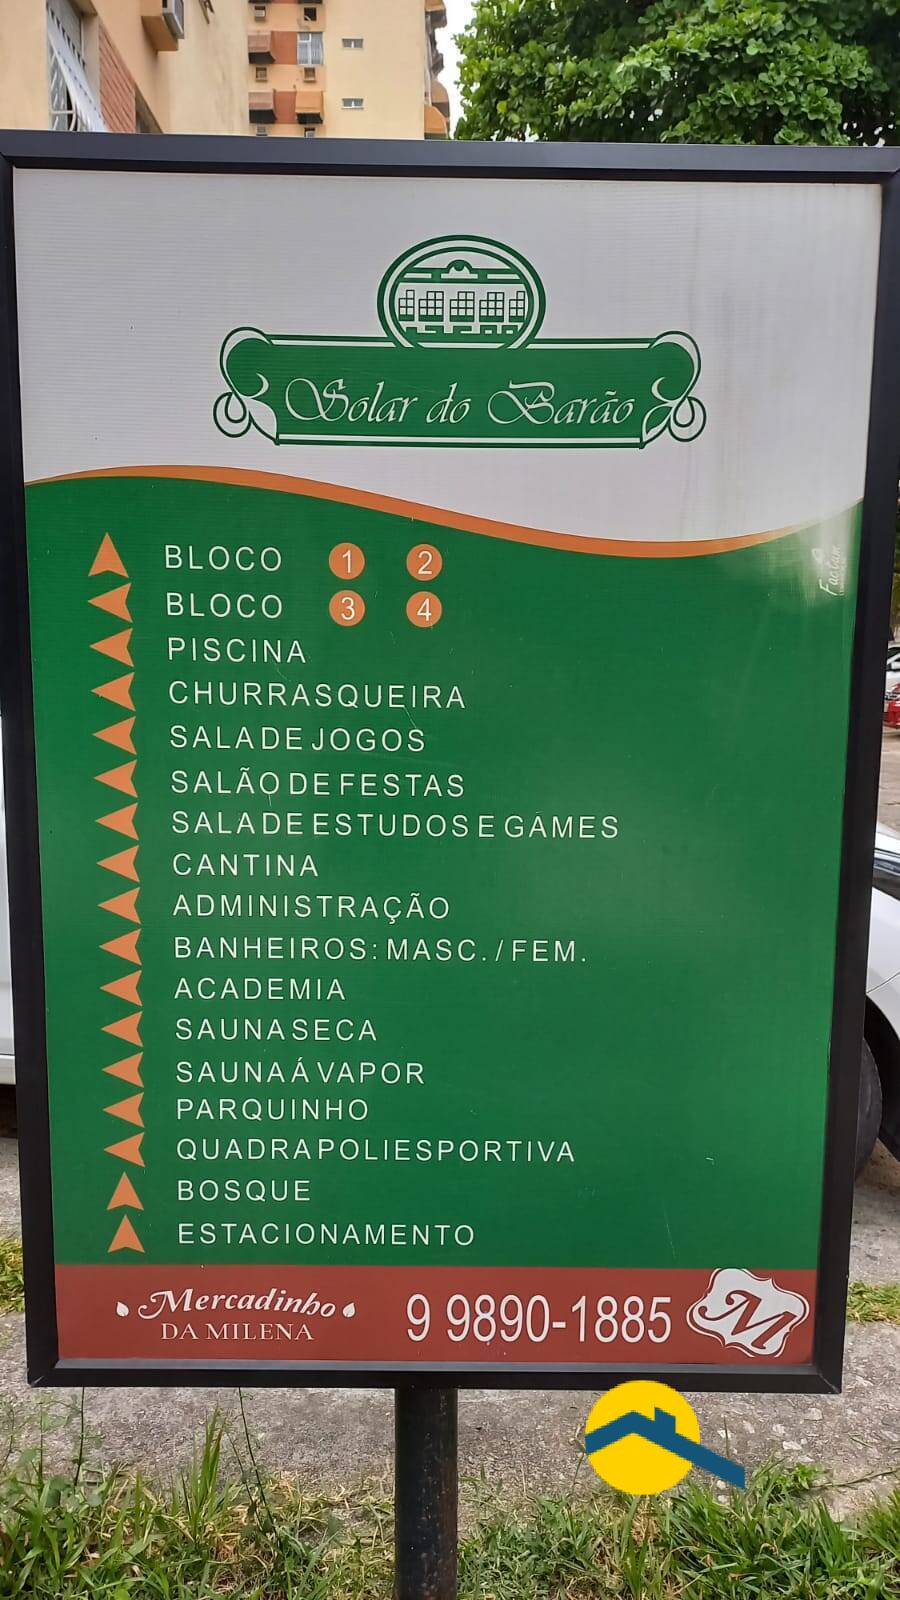 Solar do Barão
BLOCO 1 2
BLOCO 3 4
PISCINA
CHURRASQUEIRA
SALA DE JOGOS
SALÃO DE FESTAS
SALA DE ESTUDOS E GAMES
CANTINA
ADMINISTRAÇÃO
BANHEIROS: MASC. / FEM.
ACADEMIA
SAUNA SECA
SAUNA Á VAPOR
PARQUINHO
QUADRA POLIESPORTIVA
BOSQUE
ESTACIONAMENTO
Mercadinho
DA MILENA
9 9890-1885
M